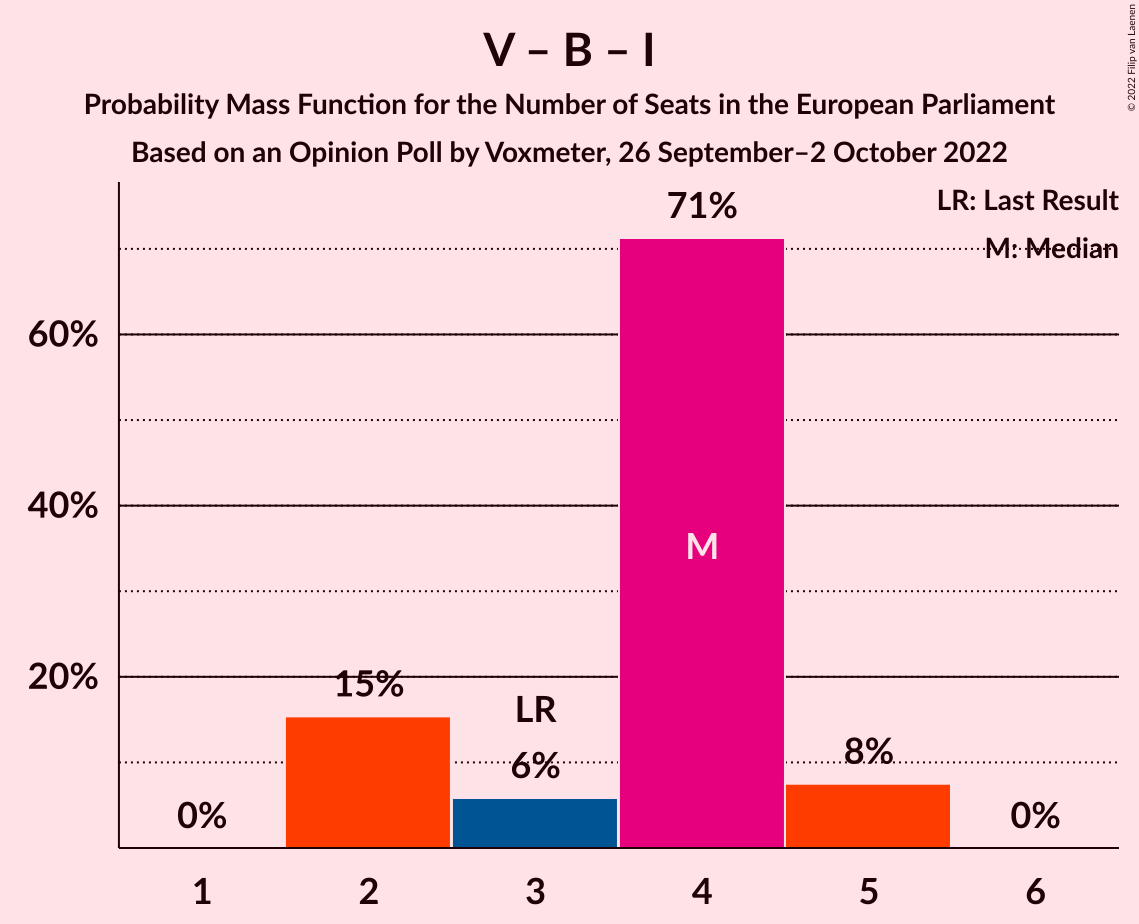 V – B – I
Probability Mass Function for the Number of Seats in the European Parliament
Based on an Opinion Poll by Voxmeter, 26 September–2 October 2022
© 2022 Filip van Laenen
LR: Last Result
M: Median
71%
60%
40%
M
20%
15%
LR
6%
8%
0%
0%
1 2 3 4 5 6